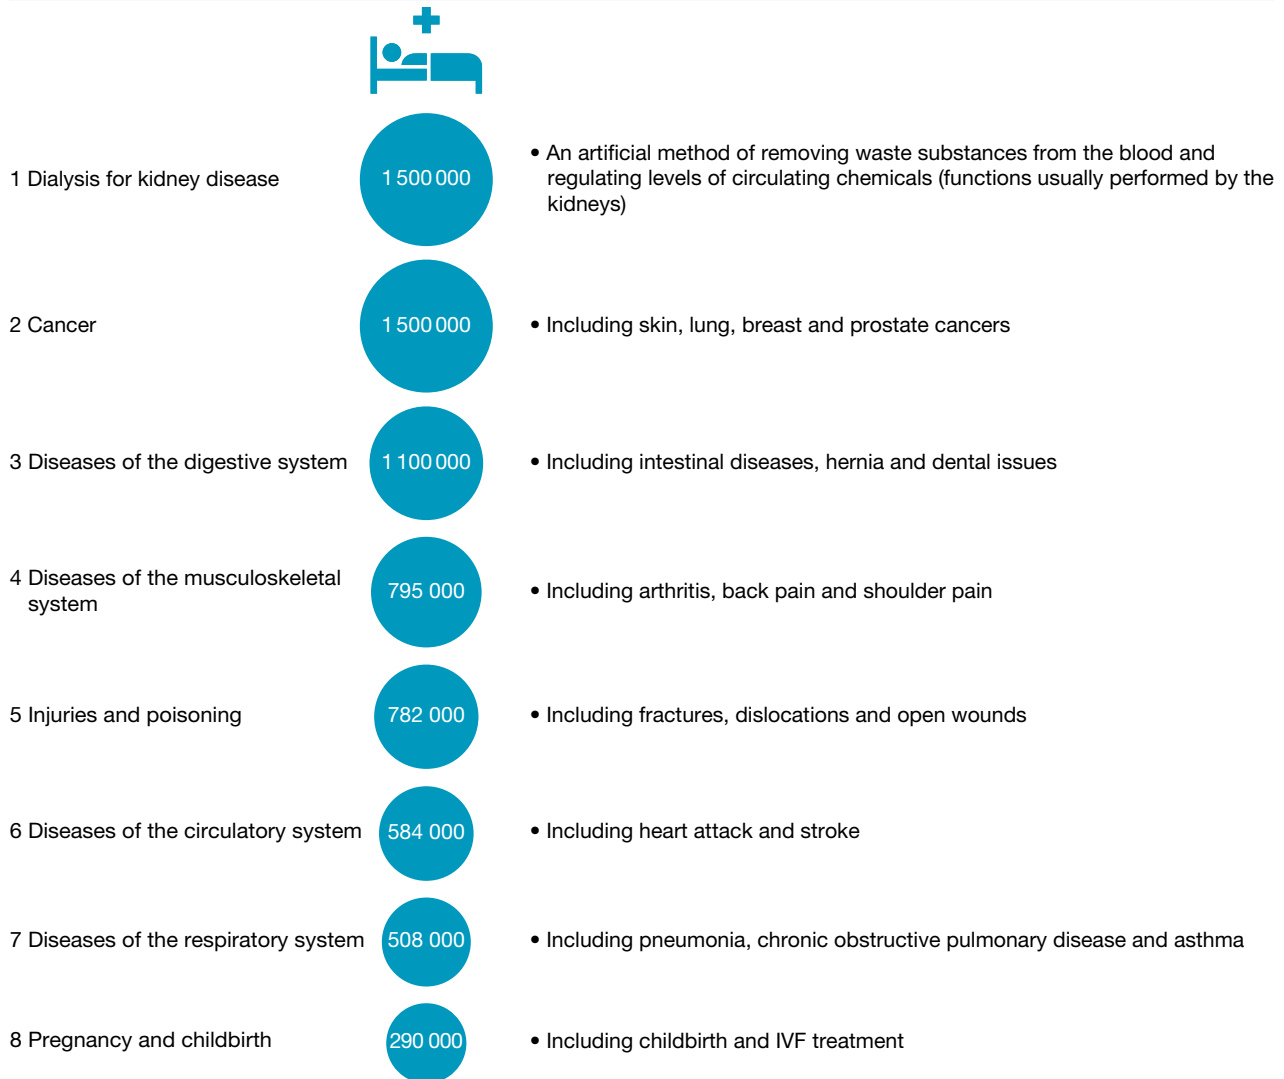 1 Dialysis for kidney disease
1 500 000
• An artificial method of removing waste substances from the blood and
regulating levels of circulating chemicals (functions usually performed by the
kidneys)
2 Cancer
1 500 000
• Including skin, lung, breast and prostate cancers
3 Diseases of the digestive system
1 100 000
• Including intestinal diseases, hernia and dental issues
4 Diseases of the musculoskeletal
system
795 000
• Including arthritis, back pain and shoulder pain
5 Injuries and poisoning
782 000
• Including fractures, dislocations and open wounds
6 Diseases of the circulatory system
584 000
• Including heart attack and stroke
7 Diseases of the respiratory system
508 000
• Including pneumonia, chronic obstructive pulmonary disease and asthma
8 Pregnancy and childbirth
290 000
• Including childbirth and IVF treatment